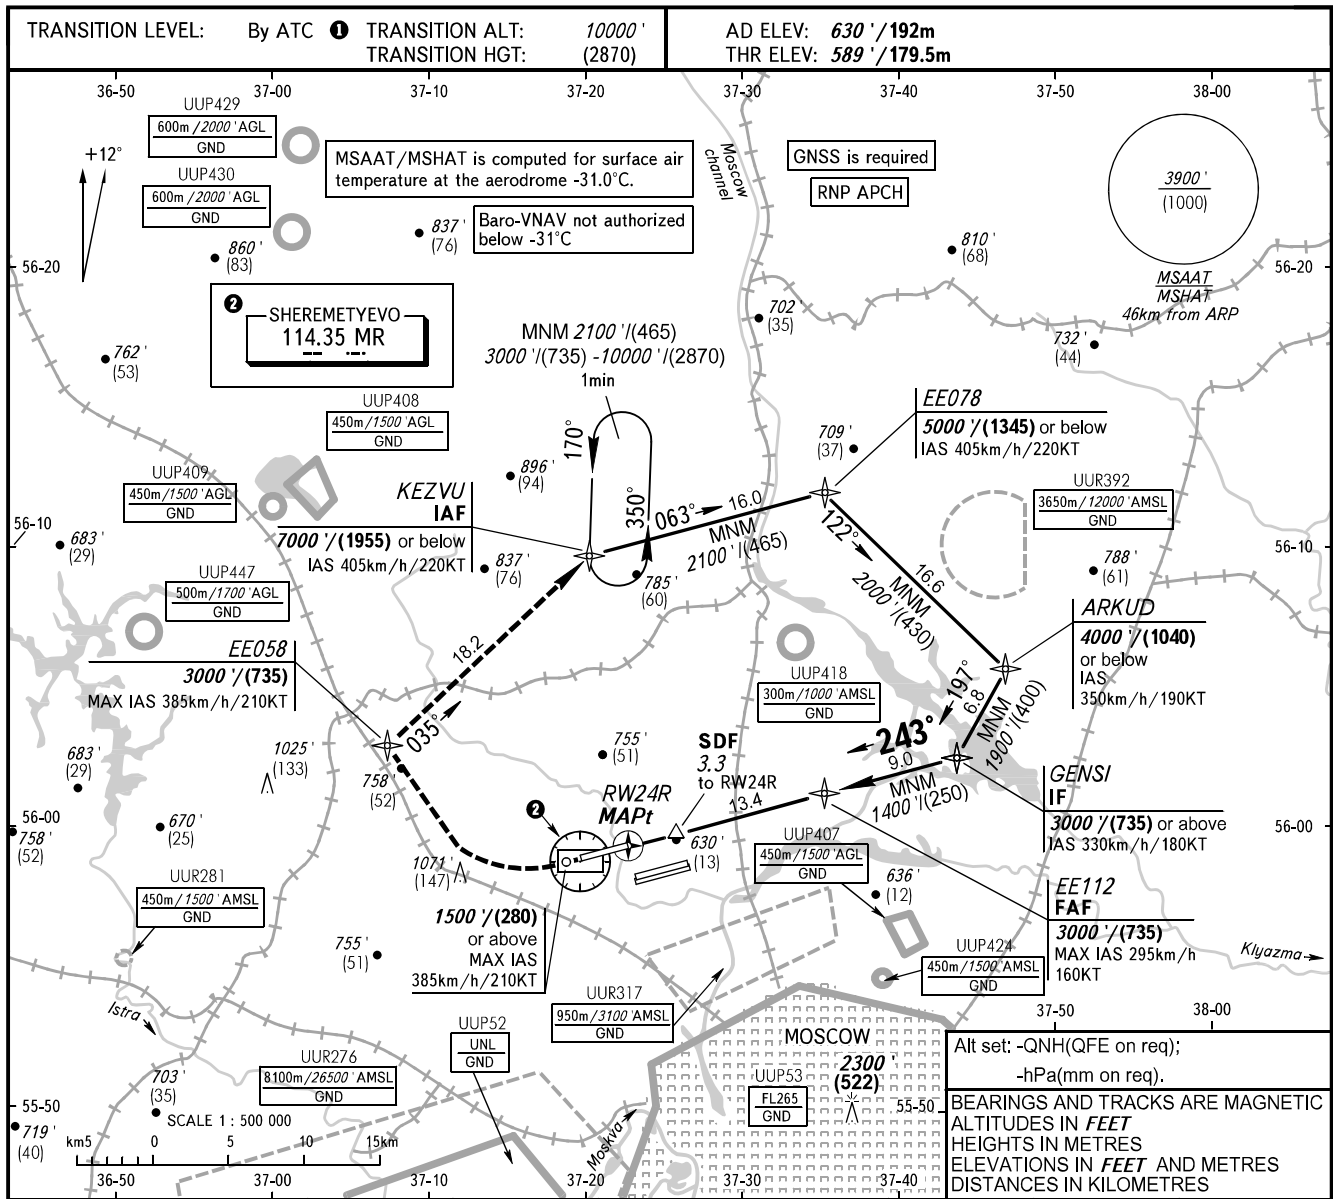 TRANSITION LEVEL: By ATC ❶ TRANSITION ALT: 10000 '
TRANSITION HGT: (2870)
AD ELEV: 630 '/192m
THR ELEV: 589 '/179.5m
36-50 37-00 37-10 37-20 37-30 37-40 37-50 38-00
UUP429
600m/2000 'AGL
GND
+12°
UUP430
600m/2000 'AGL
GND
MSAAT/MSHAT is computed for surface air
temperature at the aerodrome -31.0°C.
Baro-VNAV not authorized
below -31°C
Moscow
channel
GNSS is required
RNP APCH
3900 '
(1000)
MSAAT
MSHAT
46km from ARP
837 '
(76)
860 '
(83)
810 '
(68)
56-20
56-20
❷
SHEREMETYEVO
114.35 MR
702 '
(35)
732 '
(44)
762 '
(53)
MNM 2100 '/(465)
3000 '/(735) -10000 '/(2870)
1min
UUP408
450m/1500 'AGL
GND
170°
350°
EE078
5000 '/(1345) or below
IAS 405km/h/220KT
709 '
(37)
896 '
(94)
UUP409
450m/1500 'AGL
GND
KEZVU
IAF
7000 '/(1955) or below
IAS 405km/h/220KT
063°
16.0
MNM
2100 '/(465)
122°
16.6
MNM
2000 '/(430)
UUR392
3650m/12000 'AMSL
GND
56-10
56-10
683 '
(29)
837 '
(76)
785 '
(60)
788 '
(61)
UUP447
500m/1700 'AGL
GND
ARKUD
4000 '/(1040)
or below
IAS
350km/h/190KT
EE058
3000 '/(735)
MAX IAS 385km/h/210KT
18.2
035°
UUP418
300m/1000 'AMSL
GND
197°
6.8
MNM
1900 '/(400)
243°
9.0
MNM
1400 '/(250)
683 '
(29)
1025 '
(133)
758 '
(52)
755 '
(51)
SDF
3.3
to RW24R
13.4
RW24R
MAPt
GENSI
IF
3000 '/(735) or above
IAS 330km/h/180KT
56-00
56-00
758 '
(52)
670 '
(25)
❷
1071 '
(147)
630 '
(13)
UUP407
450m/1500 'AGL
GND
636 '
(12)
EE112
FAF
3000 '/(735)
MAX IAS 295km/h
160KT
UUR281
450m/1500 'AMSL
GND
1500 '/(280)
or above
MAX IAS
385km/h/210KT
755 '
(51)
UUP424
450m/1500 'AMSL
GND
Klyazma
UUR317
950m/3100 'AMSL
GND
Istra
UUP52
UNL
GND
37-50 38-00
MOSCOW
2300 '
(522)
UUP53
FL265
GND
UUR276
8100m/26500 'AMSL
GND
703 '
(35)
55-50
55-50
719 '
(40)
SCALE 1 : 500 000
km5 0 5 10 15km
Moskva
36-50 37-00 37-10 37-20 37-30 37-40
Alt set: -QNH(QFE on req);
-hPa(mm on req).
BEARINGS AND TRACKS ARE MAGNETIC
ALTITUDES IN FEET
HEIGHTS IN METRES
ELEVATIONS IN FEET AND METRES
DISTANCES IN KILOMETRES